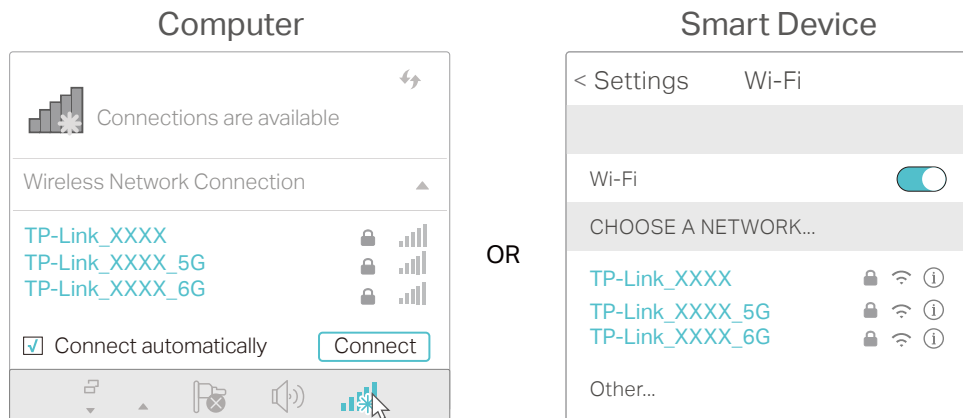 Computer
Connections are available
Wireless Network Connection
TP-Link_XXXX
TP-Link_XXXX_5G
TP-Link_XXXX_6G
Connect automatically
Connect
OR
Smart Device
< Settings Wi-Fi
Wi-Fi
CHOOSE A NETWORK...
TP-Link_XXXX
TP-Link_XXXX_5G
TP-Link_XXXX_6G
Other...